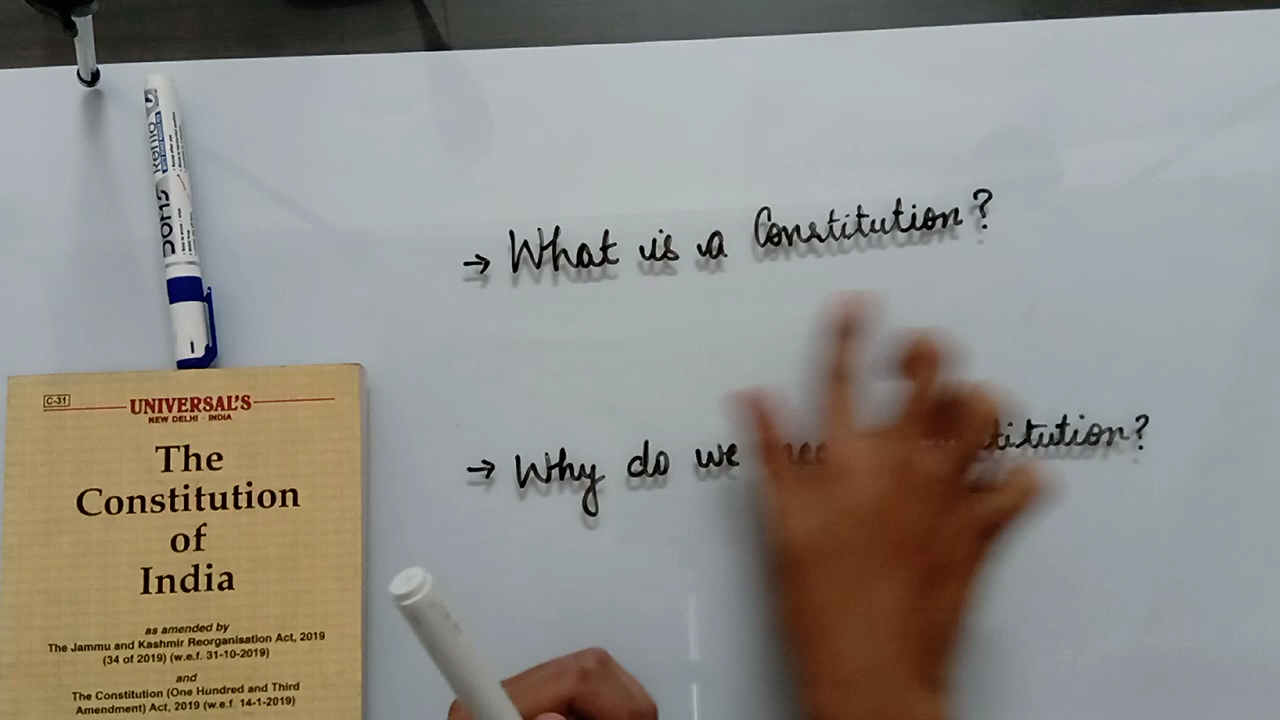 → What is a Constitution?
→ Why do we
C-31
UNIVERSAL'S
NEW DELHI - INDIA
The
Constitution
of
India
as amended by
The Jammu and Kashmir Reorganisation Act, 2019
(34 of 2019) (w.e.f. 31-10-2019)
and
The Constitution (One Hundred and Third
Amendment) Act, 2019 (w.e.f. 14-1-2019)
DOMS